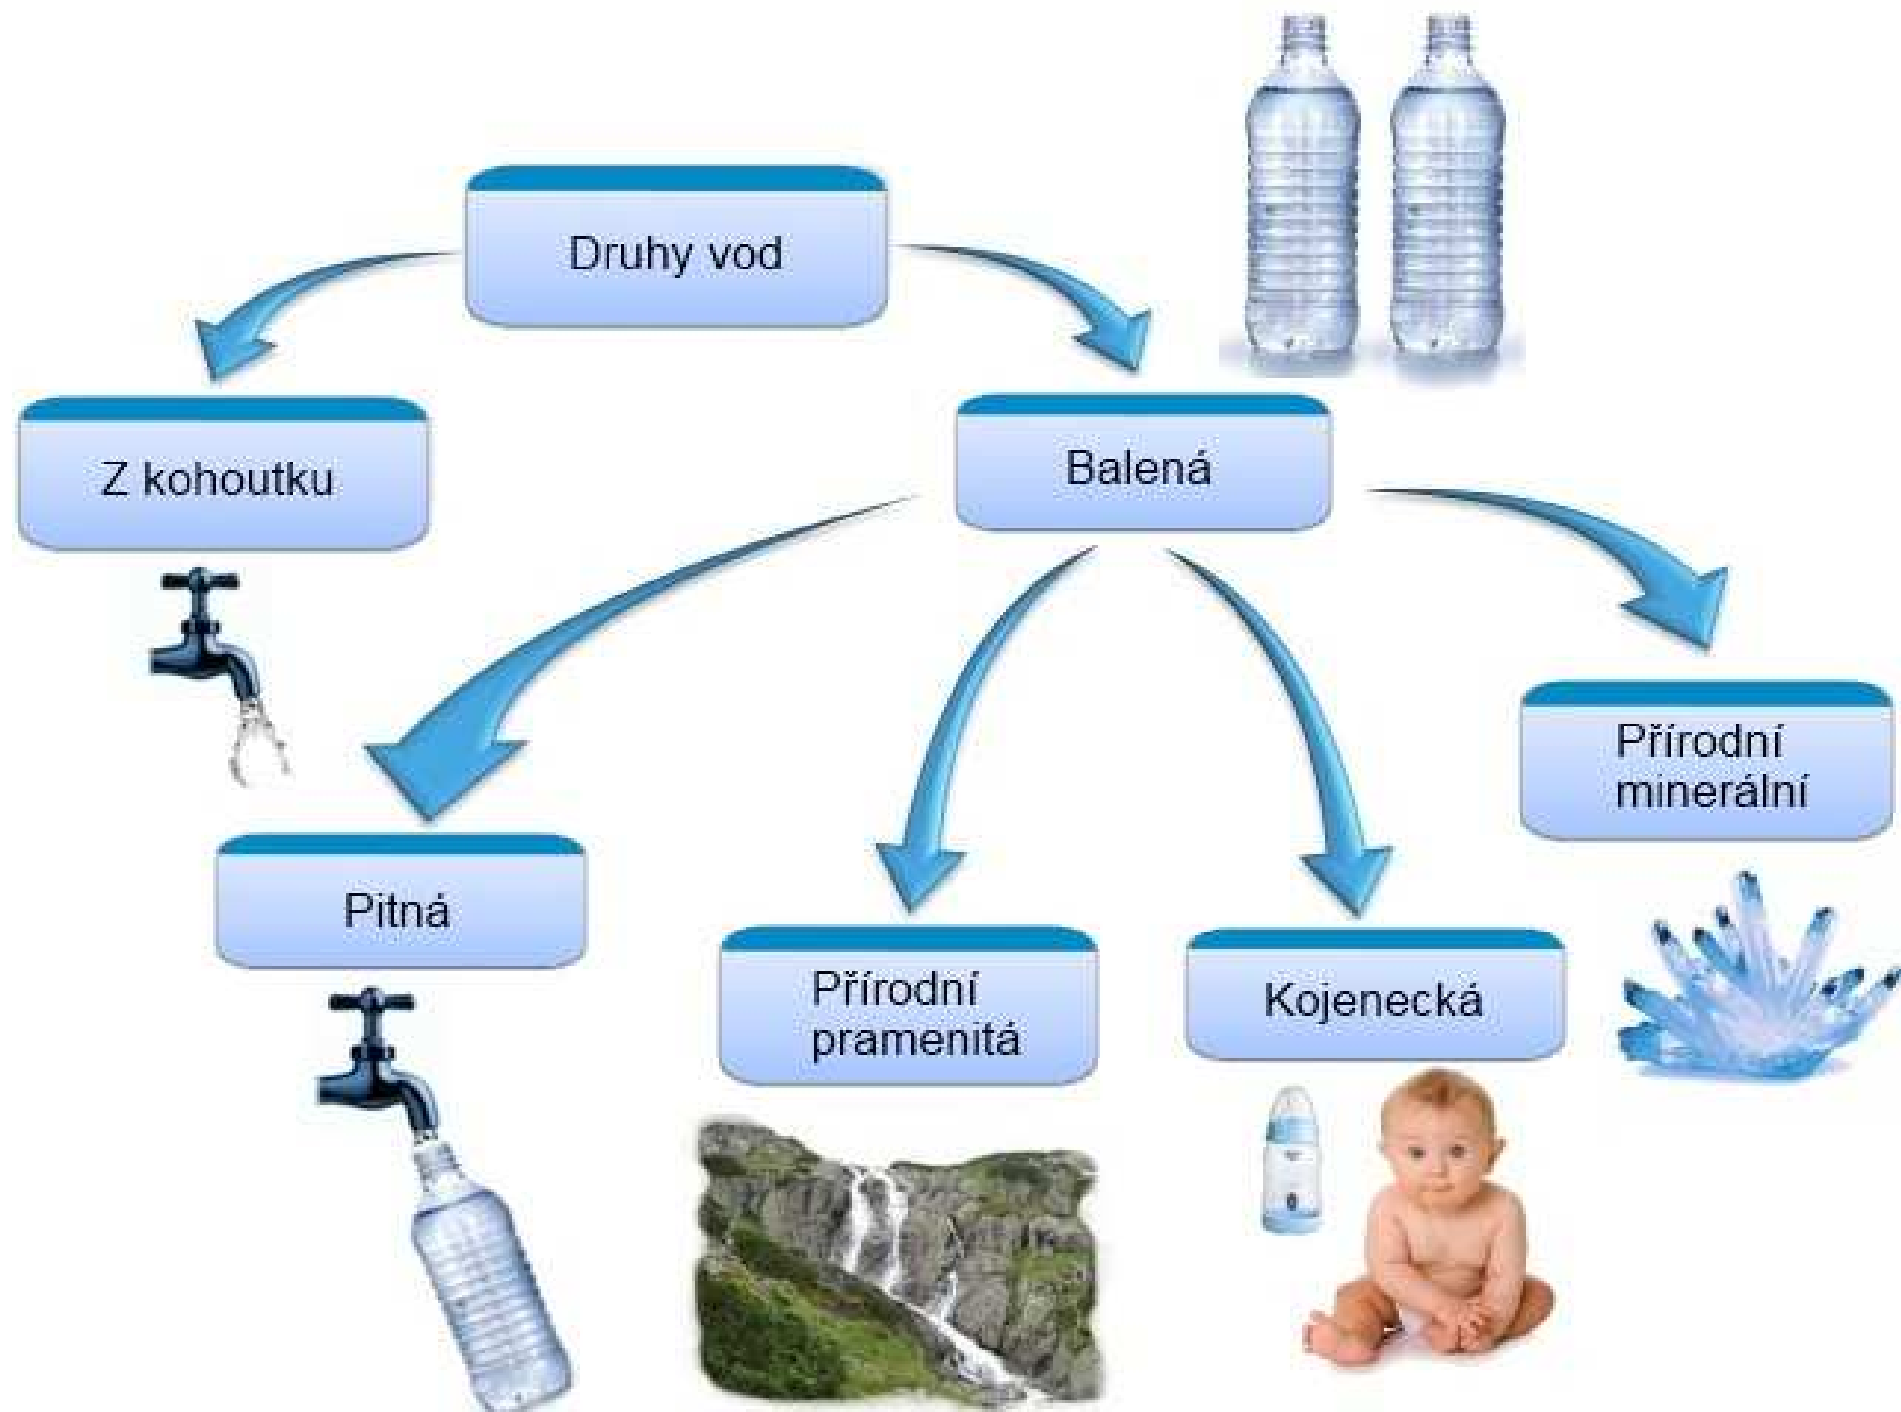 Druhy vod
Z kohoutku
Balená
Přírodní
minerální
Pitná
Přírodní
pramenitá
Kojenecká